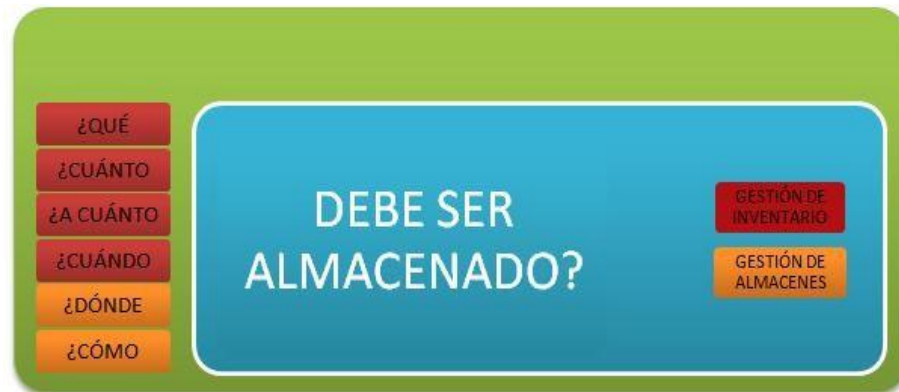 ¿QUÉ
¿CUÁNTO
¿A CUÁNTO
¿CUÁNDO
¿DÓNDE
¿CÓMO
DEBE SER
ALMACENADO?
GESTIÓN DE
INVENTARIO
GESTIÓN DE
ALMACENES